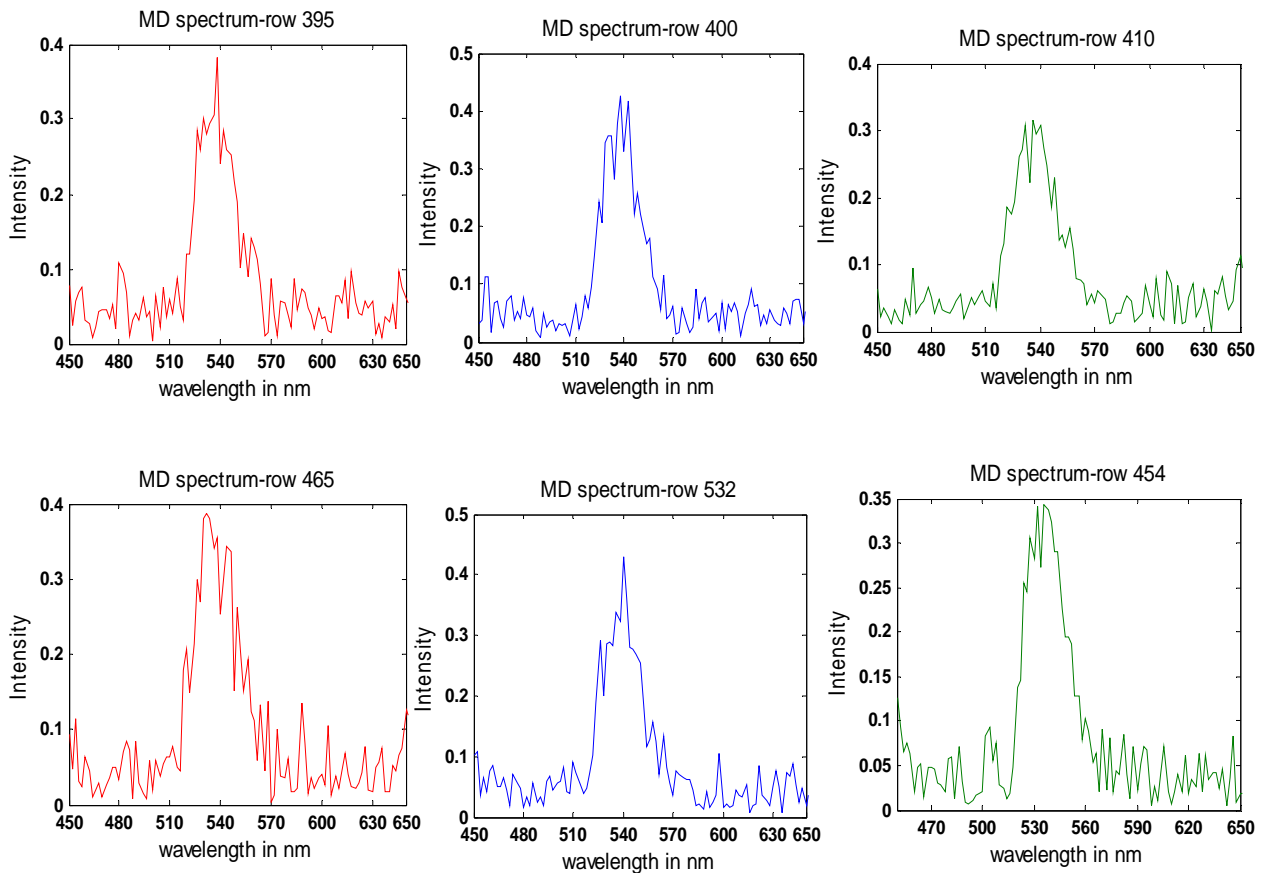 MD spectrum-row 395
0.4
0.3
0.2
0.1
0
Intensity
450 480 510 540 570 600 630 650
wavelength in nm
MD spectrum-row 400
0.5
0.4
0.3
0.2
0.1
0
Intensity
450 480 510 540 570 600 630 650
wavelength in nm
MD spectrum-row 410
0.4
0.3
0.2
0.1
0
Intensity
450 480 510 540 570 600 630 650
wavelength in nm
MD spectrum-row 465
0.4
0.3
0.2
0.1
0
Intensity
450 480 510 540 570 600 630 650
wavelength in nm
MD spectrum-row 532
0.5
0.4
0.3
0.2
0.1
0
Intensity
450 480 510 540 570 600 630 650
wavelength in nm
MD spectrum-row 454
0.35
0.3
0.25
0.2
0.15
0.1
0.05
0
Intensity
470 500 530 560 590 620 650
wavelength in nm